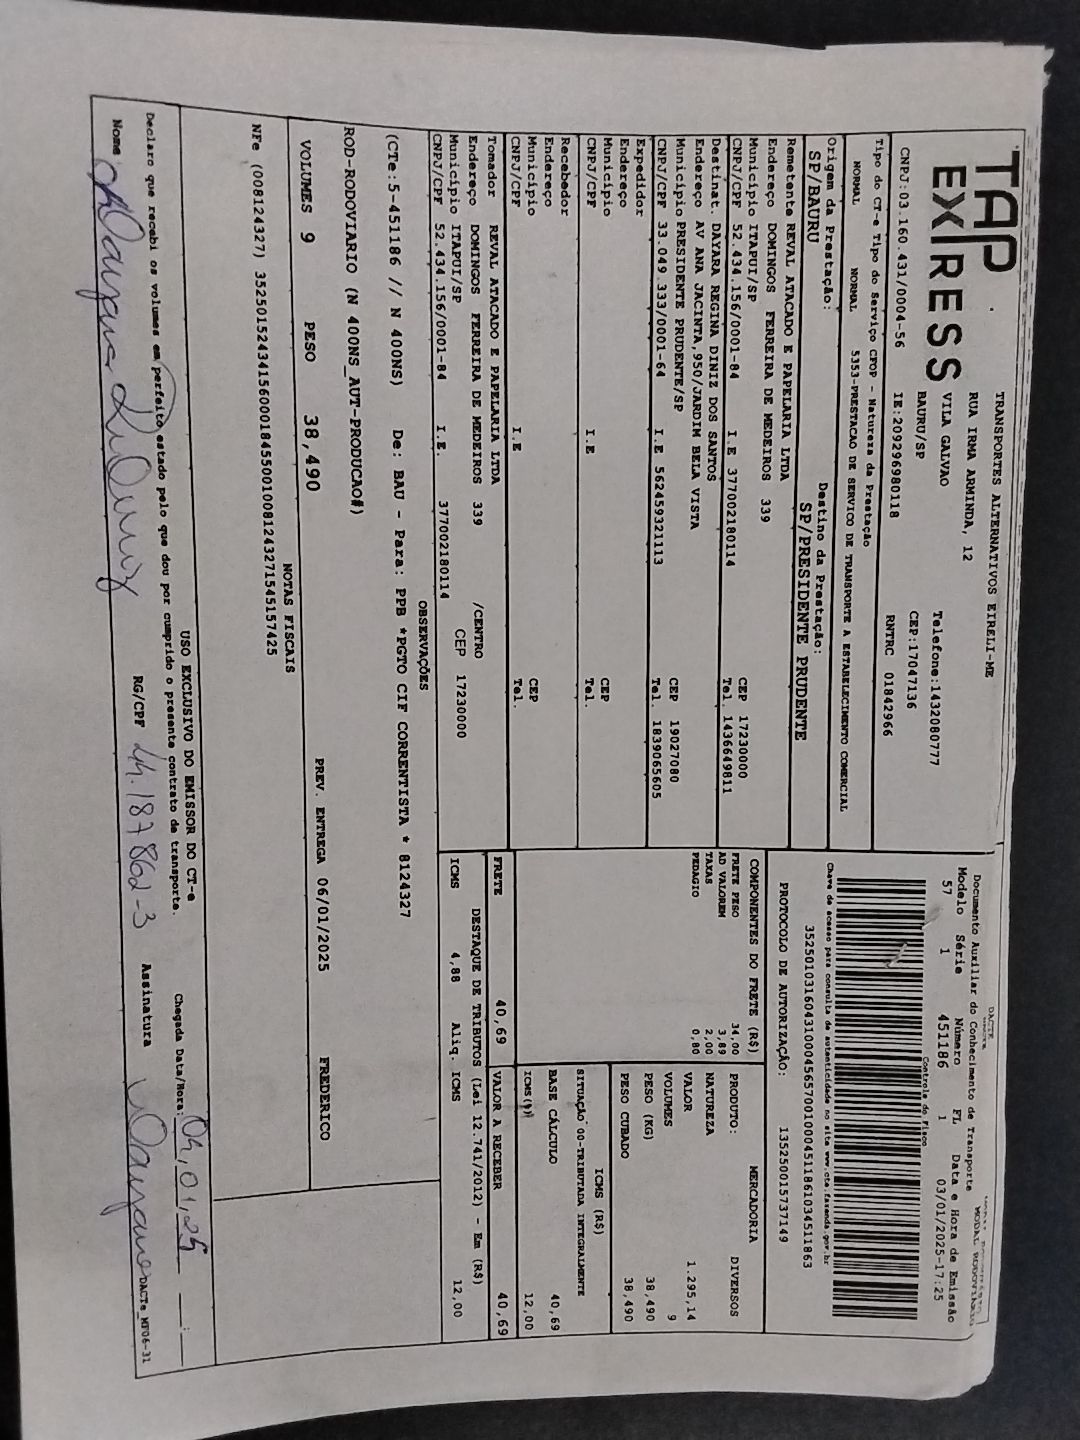 TAP
EXPRESS
TRANSPORTES ALTERNATIVOS EIRELI-ME
RUA IRMA ARMINDA, 12
VILA GALVAO
BAURU/SP
Telefone:1432080777
CEP:17047136
CNPJ:03.160.431/0004-56
IE:209296980118
RNTRC 01842966
DACTE
Documento Auxiliar do Conhecimento de Transporte
MODAL RODOVIARIO
Modelo Série Número FL Data e Hora de Emissão
57 1 451186 1 03/01/2025-17:25
Controle do Fisco
Tipo do CT-e Tipo do Serviço CFOP - Natureza da Prestação
NORMAL NORMAL 5353-PRESTACAO DE SERVICO DE TRANSPORTE A ESTABELECIMENTO COMERCIAL
Chave de acesso para consulta de autenticidade no site www.cte.fazenda.gov.br
35250103160431000456570010004511861034511863
Origem da Prestação:
SP/BAURU
Destino da Prestação:
SP/PRESIDENTE PRUDENTE
PROTOCOLO DE AUTORIZAÇÃO: 135250015737149
Remetente REVAL ATACADO E PAPELARIA LTDA
Endereço DOMINGOS FERREIRA DE MEDEIROS 339
Município ITAPUI/SP CEP 17230000
CNPJ/CPF 52.434.156/0001-84 I.E 377002180114 Tel. 1436649811
Destinat. DAYARA REGINA DINIZ DOS SANTOS
Endereço AV ANA JACINTA,950/JARDIM BELA VISTA
Município PRESIDENTE PRUDENTE/SP CEP 19027080
CNPJ/CPF 33.049.333/0001-64 I.E 562459321113 Tel. 1839065605
Expedidor
Endereço
Município CEP
CNPJ/CPF I.E Tel.
Recebedor
Endereço
Município CEP
CNPJ/CPF I.E Tel.
Tomador REVAL ATACADO E PAPELARIA LTDA
Endereço DOMINGOS FERREIRA DE MEDEIROS 339 /CENTRO
Município ITAPUI/SP CEP 17230000
CNPJ/CPF 52.434.156/0001-84 I.E. 377002180114
COMPONENTES DO FRETE (R$)
FRETE PESO 34,00
AD VALOREM 3,89
TAXAS 2,00
PEDAGIO 0,80
MERCADORIA
PRODUTO: DIVERSOS
NATUREZA
VALOR 1.295,14
VOLUMES 9
PESO (KG) 38,490
PESO CUBADO 38,490
ICMS (R$)
SITUAÇÃO 00-TRIBUTADA INTEGRALMENTE
BASE CÁLCULO 40,69
ICMS(%) 12,00
FRETE 40,69 VALOR A RECEBER 40,69
DESTAQUE DE TRIBUTOS (Lei 12.741/2012) - Em (R$)
ICMS 4,88 Aliq. ICMS 12,00
OBSERVAÇÕES
(CTe:5-451186 // N 400NS) De: BAU - Para: PPB *PGTO CIF CORRENTISTA * 8124327
ROD-RODOVIARIO (N 400NS_AUT-PRODUCAO#)
VOLUMES 9 PESO 38,490 PREV. ENTREGA 06/01/2025 FREDERICO
NOTAS FISCAIS
NFe (008124327) 35250152434156000184550010081243271545157425
USO EXCLUSIVO DO EMISSOR DO CT-e
Declaro que recebi os volumes em perfeito estado pelo que dou por cumprido o presente contrato de transporte.
Chegada Data/Hora: 04,01,25 __:__
Nome RG/CPF 44.187862-3 Assinatura
DACTe_MT06-31